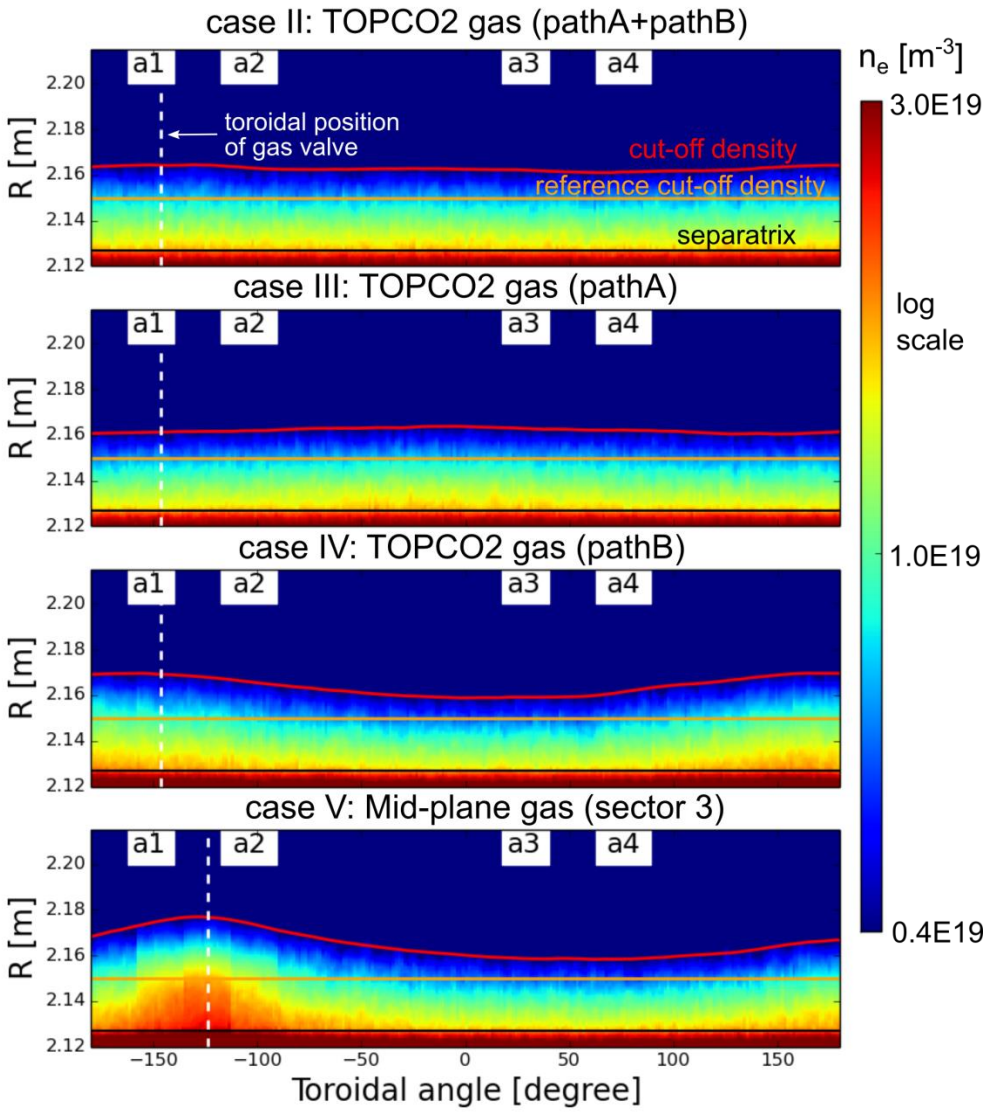 case II: TOPCO2 gas (pathA+pathB)
n_e [m^-3]
2.20
2.18
2.16
2.14
2.12
R [m]
a1
a2
a3
a4
toroidal position
of gas valve
cut-off density
reference cut-off density
separatrix
3.0E19
case III: TOPCO2 gas (pathA)
2.20
2.18
2.16
2.14
2.12
R [m]
a1
a2
a3
a4
log
scale
case IV: TOPCO2 gas (pathB)
2.20
2.18
2.16
2.14
2.12
R [m]
a1
a2
a3
a4
1.0E19
case V: Mid-plane gas (sector 3)
2.20
2.18
2.16
2.14
2.12
R [m]
a1
a2
a3
a4
0.4E19
−150 −100 −50 0 50 100 150
Toroidal angle [degree]